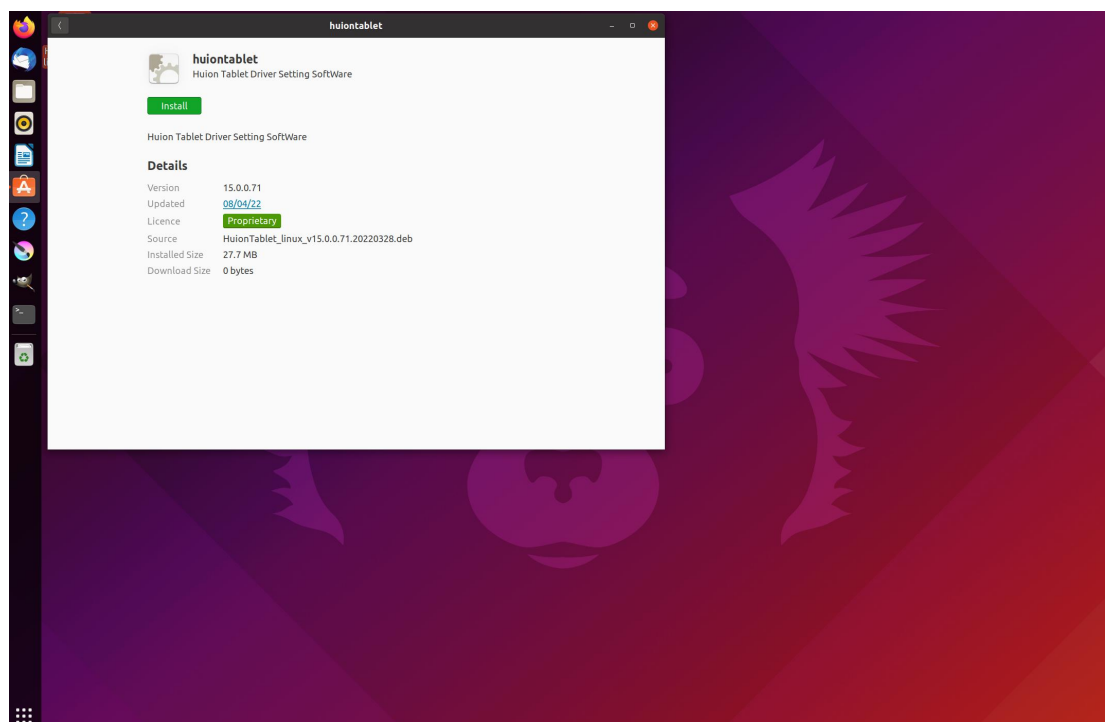 huiontablet
huiontablet
Huion Tablet Driver Setting SoftWare
Install
Huion Tablet Driver Setting SoftWare
Details
Version 15.0.0.71
Updated 08/04/22
Licence Proprietary
Source HuionTablet_linux_v15.0.0.71.20220328.deb
Installed Size 27.7 MB
Download Size 0 bytes